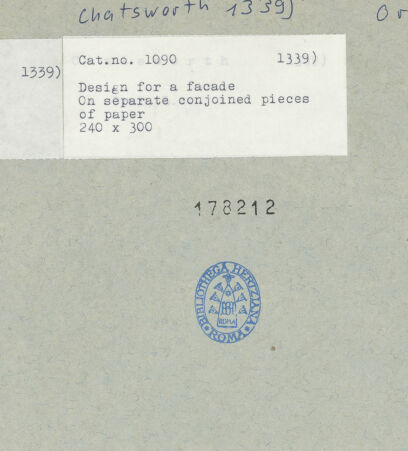 Chatsworth 1339)
1339)
Cat.no. 1090 1339)
Design for a facade
On separate conjoined pieces
of paper
240 x 300
178212
BIBLIOTHECA HERTZIANA
ROMA
ROMA